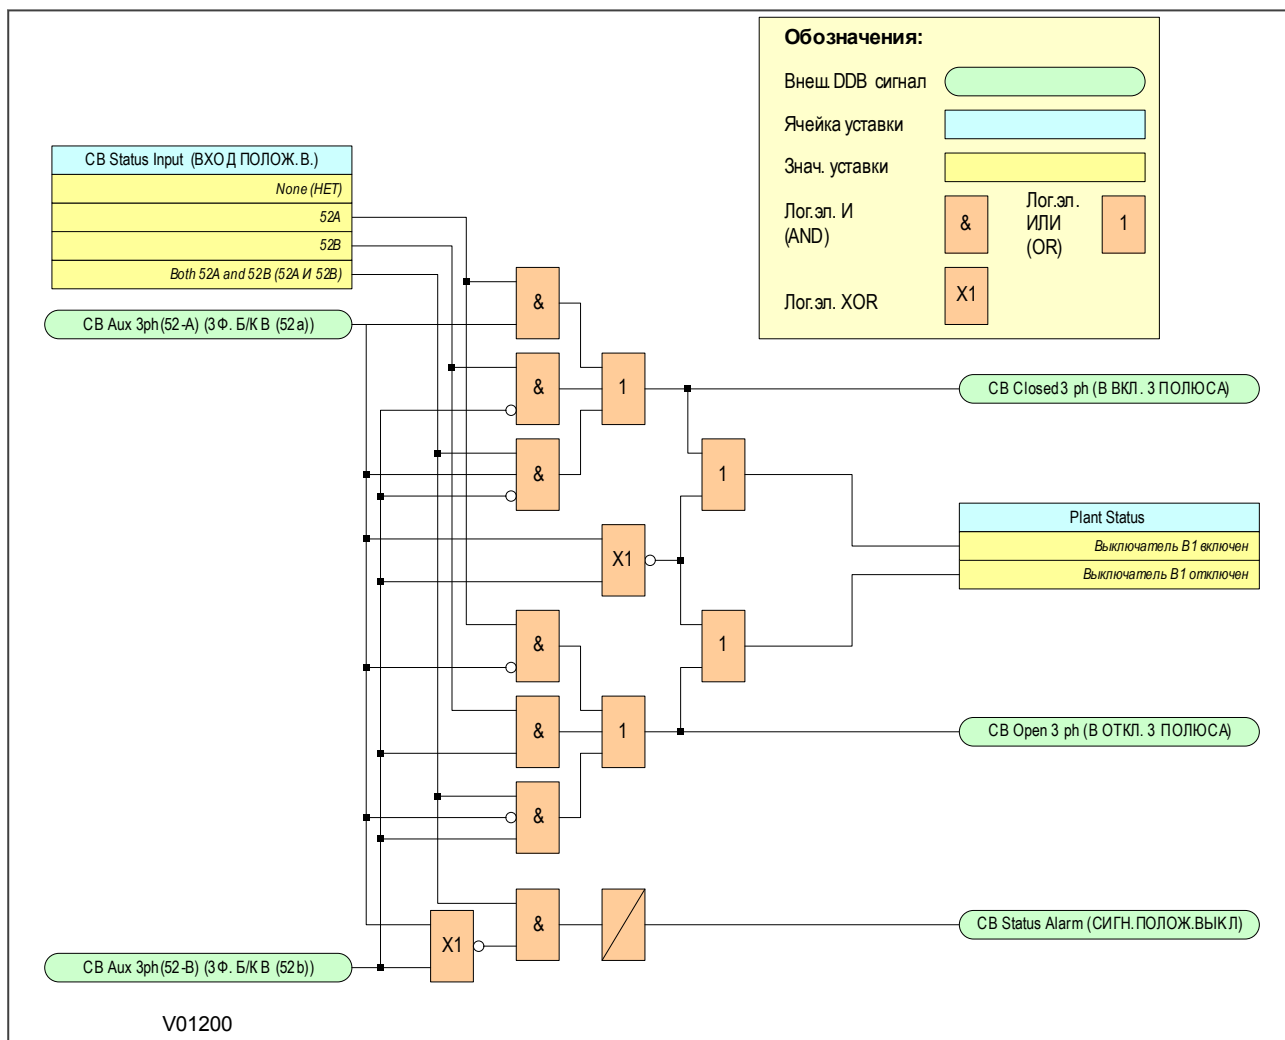 Обозначения:
Внеш. DDB сигнал
Ячейка уставки
Знач. уставки
Лог.эл. И
(AND)
&
Лог.эл.
ИЛИ
(OR)
1
Лог.эл. XOR
X1
CB Status Input (ВХОД ПОЛОЖ. В.)
None (НЕТ)
52A
52B
Both 52A and 52B (52A И 52B)
CB Aux 3ph(52-A) (3Ф. Б/К В (52a))
&
&
1
CB Closed 3 ph (В ВКЛ. 3 ПОЛЮСА)
&
1
X1
Plant Status
Выключатель В1 включен
Выключатель В1 отключен
&
1
&
1
CB Open 3 ph (В ОТКЛ. 3 ПОЛЮСА)
&
&
CB Status Alarm (СИГН.ПОЛОЖ.ВЫКЛ)
X1
CB Aux 3ph(52-B) (3Ф. Б/К В (52b))
V01200